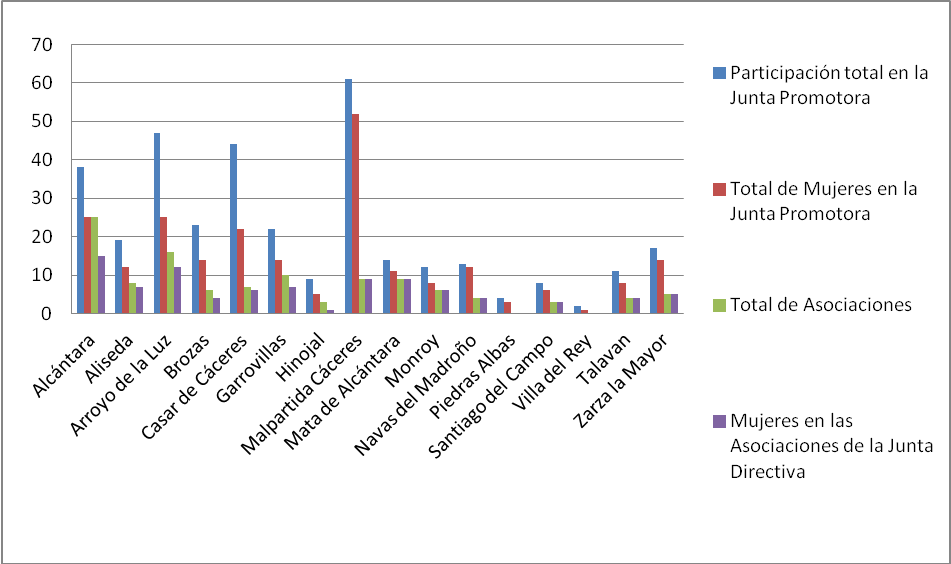 70
60
50
40
30
20
10
0
Alcántara
Aliseda
Arroyo de la Luz
Brozas
Casar de Cáceres
Garrovillas
Hinojal
Malpartida Cáceres
Mata de Alcántara
Monroy
Navas del Madroño
Piedras Albas
Santiago del Campo
Villa del Rey
Talavan
Zarza la Mayor
Participación total en la
Junta Promotora
Total de Mujeres en la
Junta Promotora
Total de Asociaciones
Mujeres en las
Asociaciones de la Junta
Directiva